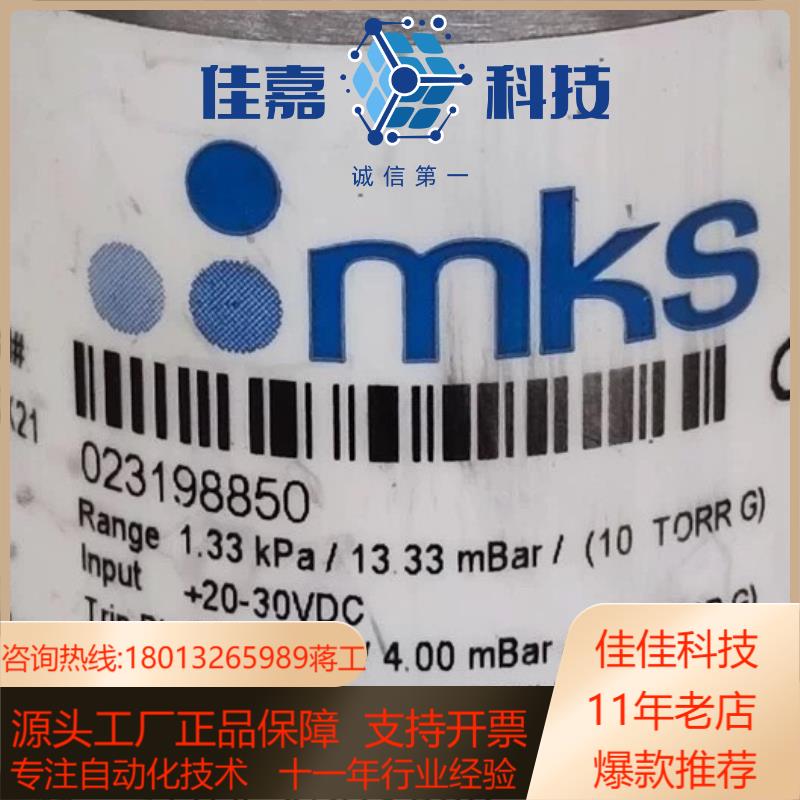 佳嘉 科技
诚信第一
mks
#
21
023198850
Range 1.33 kPa / 13.33 mBar / (10 TORR G)
Input +20-30VDC
Trip
/ 4.00 mBar
G)
咨询热线:18013265989蒋工
佳佳科技
11年老店
爆款推荐
源头工厂正品保障 支持开票
专注自动化技术 十一年行业经验